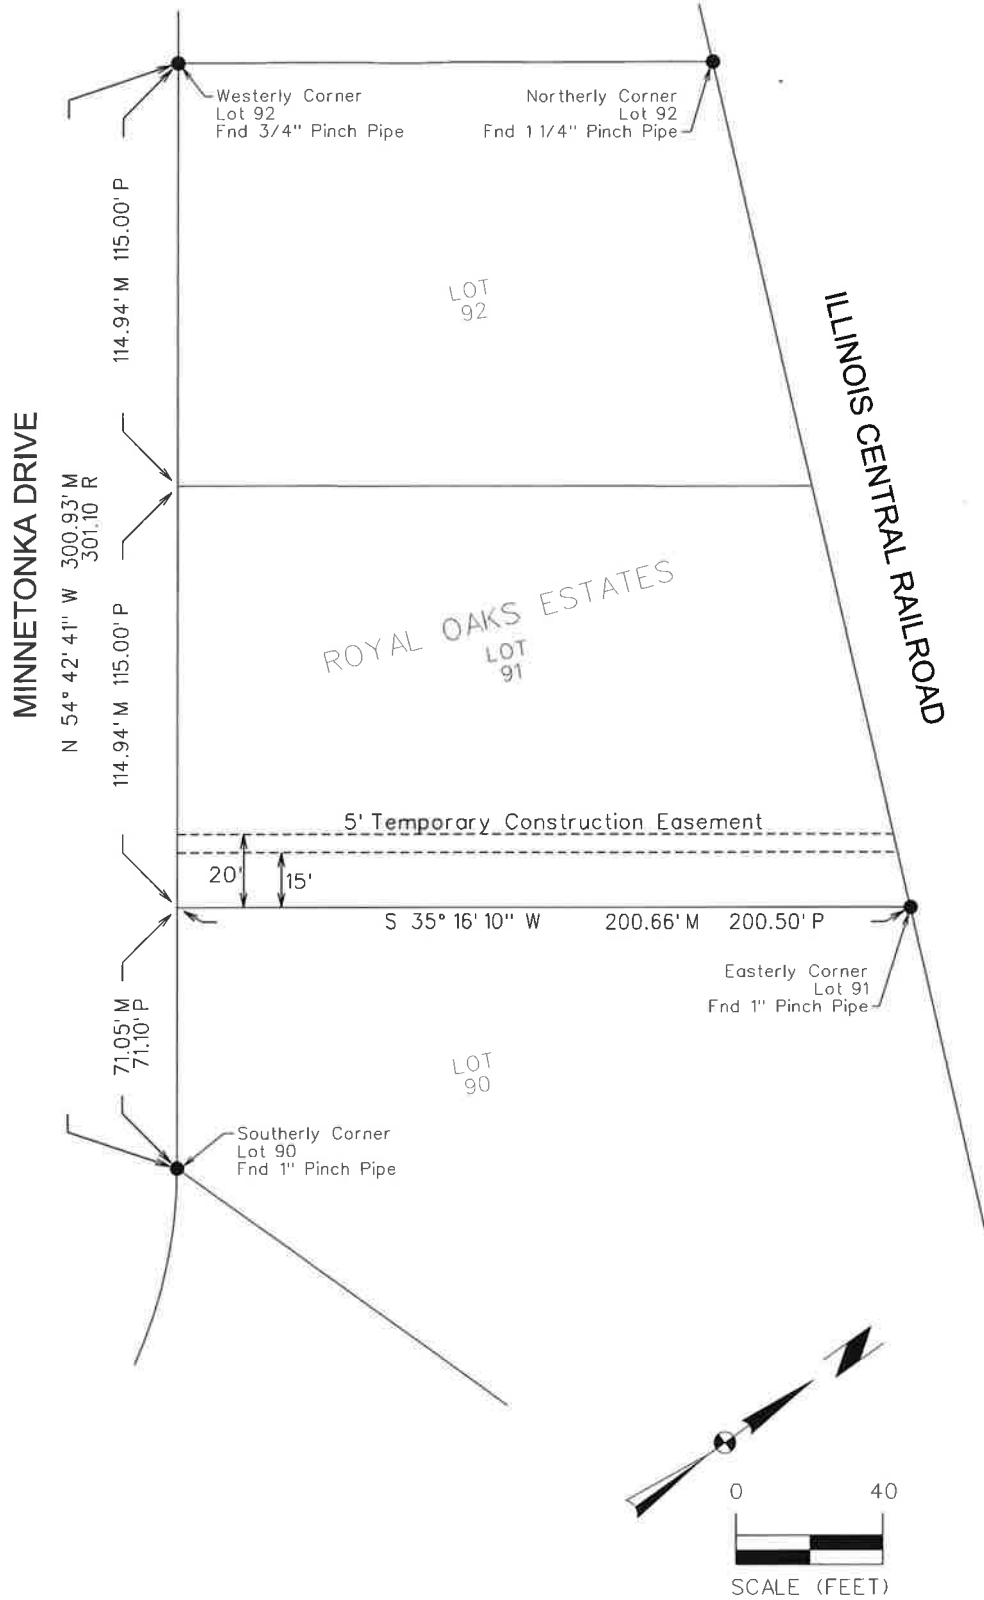 Westerly Corner
Lot 92
Fnd 3/4" Pinch Pipe
Northerly Corner
Lot 92
Fnd 1 1/4" Pinch Pipe
114.94' M 115.00' P
LOT
92
ILLINOIS CENTRAL RAILROAD
MINNETONKA DRIVE
N 54° 42' 41" W 300.93' M
301.10 R
ROYAL OAKS ESTATES
LOT
91
114.94' M 115.00' P
5' Temporary Construction Easement
20'
15'
S 35° 16' 10" W 200.66' M 200.50' P
Easterly Corner
Lot 91
Fnd 1" Pinch Pipe
71.05' M
71.10' P
LOT
90
Southerly Corner
Lot 90
Fnd 1" Pinch Pipe
N
0 40
SCALE (FEET)